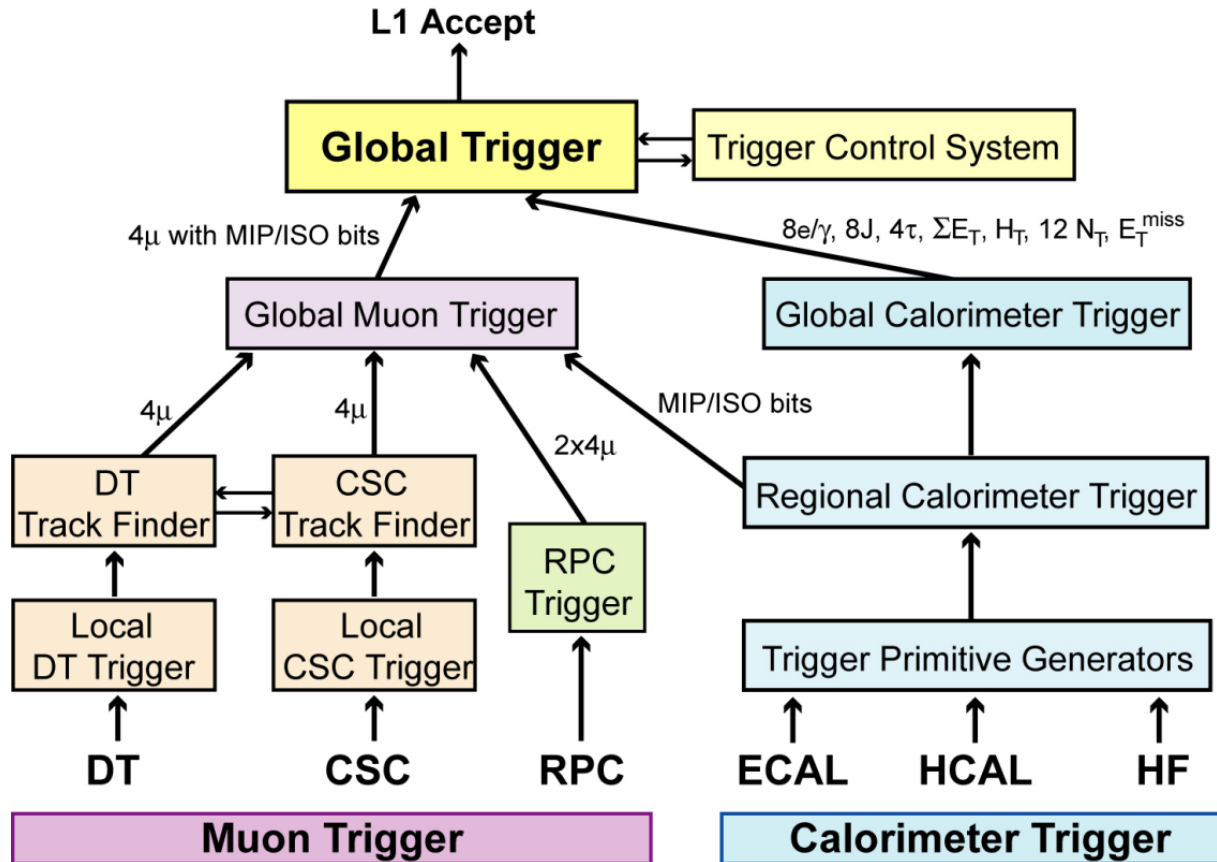 L1 Accept
Global Trigger
Trigger Control System
4μ with MIP/ISO bits
8e/γ, 8J, 4τ, ΣE_T, H_T, 12 N_T, E_T^miss
Global Muon Trigger
Global Calorimeter Trigger
4μ
4μ
2x4μ
MIP/ISO bits
DT
Track Finder
CSC
Track Finder
Regional Calorimeter Trigger
RPC
Trigger
Local
DT Trigger
Local
CSC Trigger
Trigger Primitive Generators
DT
CSC
RPC
ECAL
HCAL
HF
Muon Trigger
Calorimeter Trigger